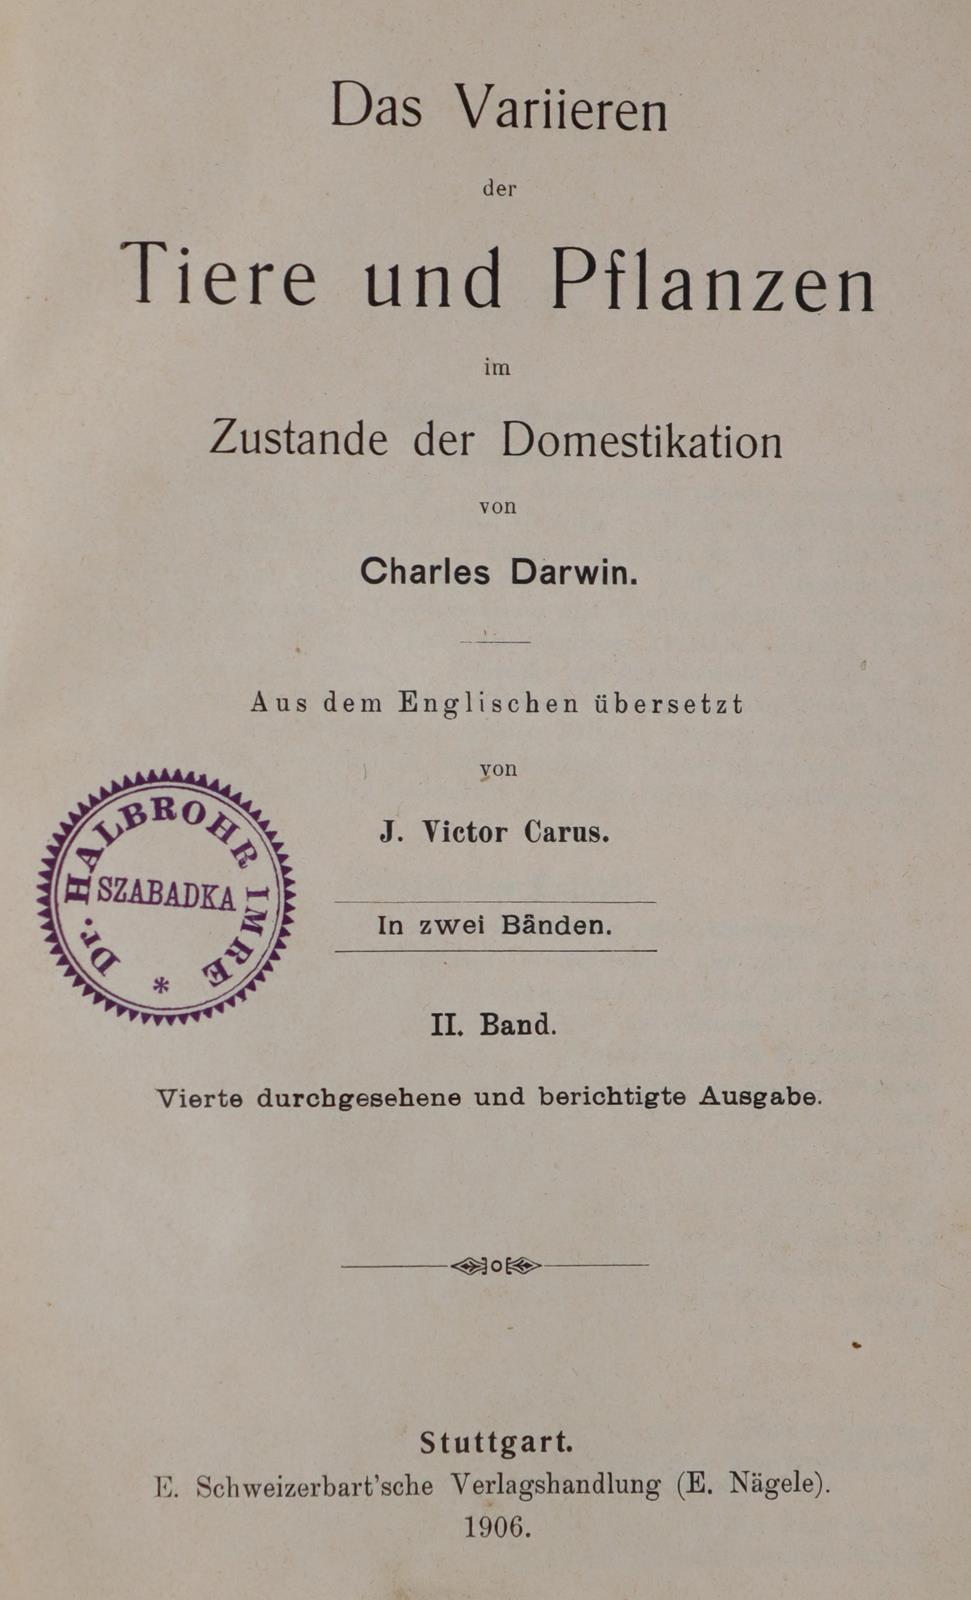 Das Variieren
der
Tiere und Pflanzen
im
Zustande der Domestikation
von
Charles Darwin.
Aus dem Englischen übersetzt
von
J. Victor Carus.
Dr. HALBROHR IMRE
SZABADKA
*
In zwei Bänden.
II. Band.
Vierte durchgesehene und berichtigte Ausgabe.
Stuttgart.
E. Schweizerbart'sche Verlagshandlung (E. Nägele).
1906.